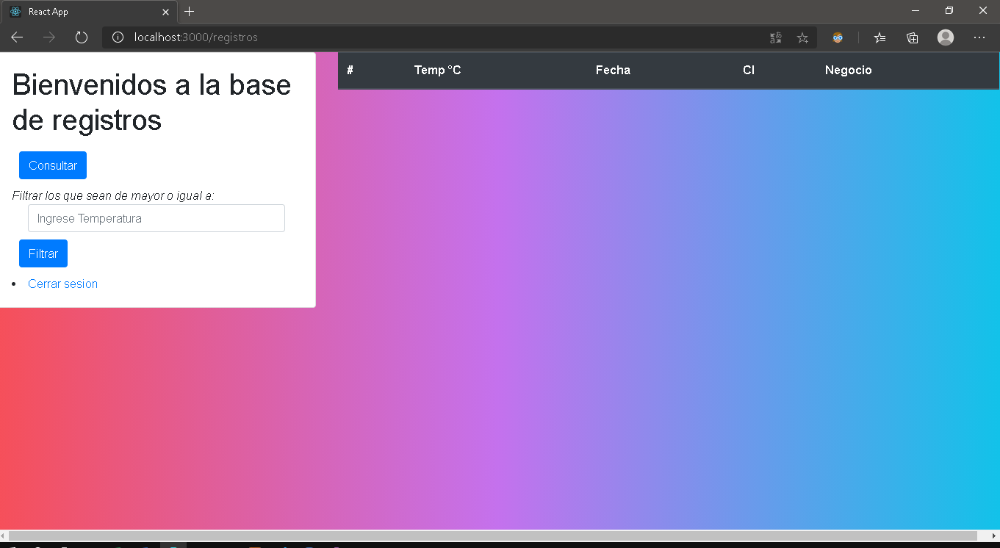 React App
localhost:3000/registros
Bienvenidos a la base
de registros
Consultar
Filtrar los que sean de mayor o igual a:
Ingrese Temperatura
Filtrar
Cerrar sesion
# Temp °C Fecha CI Negocio